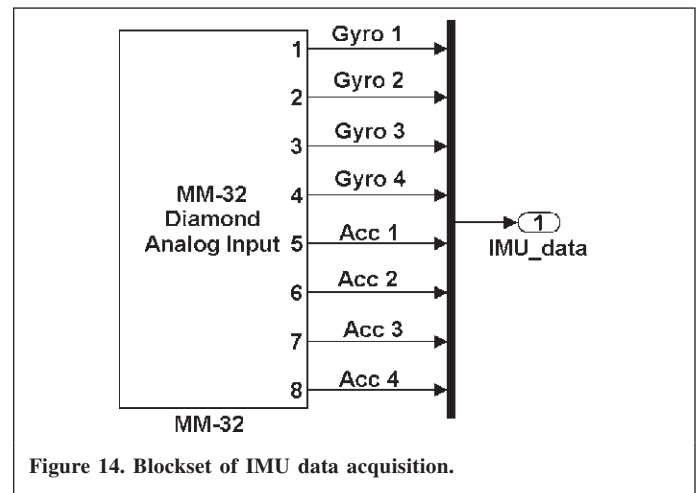 1 Gyro 1
2 Gyro 2
3 Gyro 3
4 Gyro 4
MM-32
Diamond
Analog Input 5 Acc 1
6 Acc 2
7 Acc 3
8 Acc 4
MM-32
1
IMU_data
Figure 14. Blockset of IMU data acquisition.